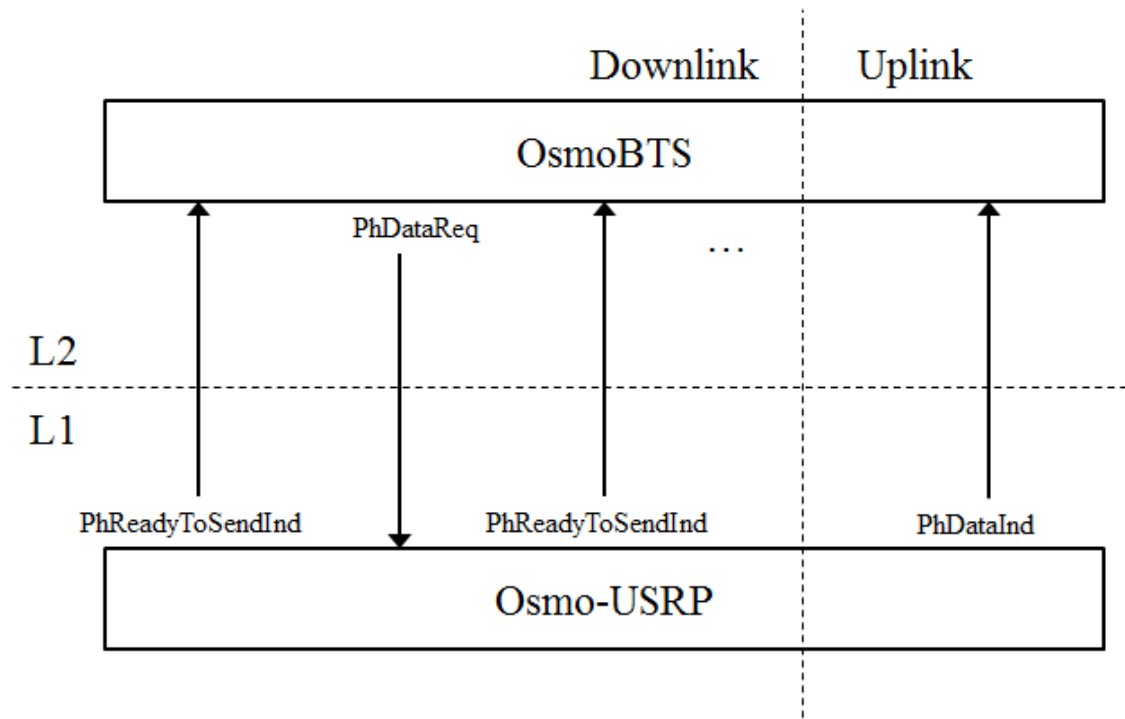 Downlink
Uplink
OsmoBTS
PhDataReq
...
L2
L1
PhReadyToSendInd
PhReadyToSendInd
PhDataInd
Osmo-USRP